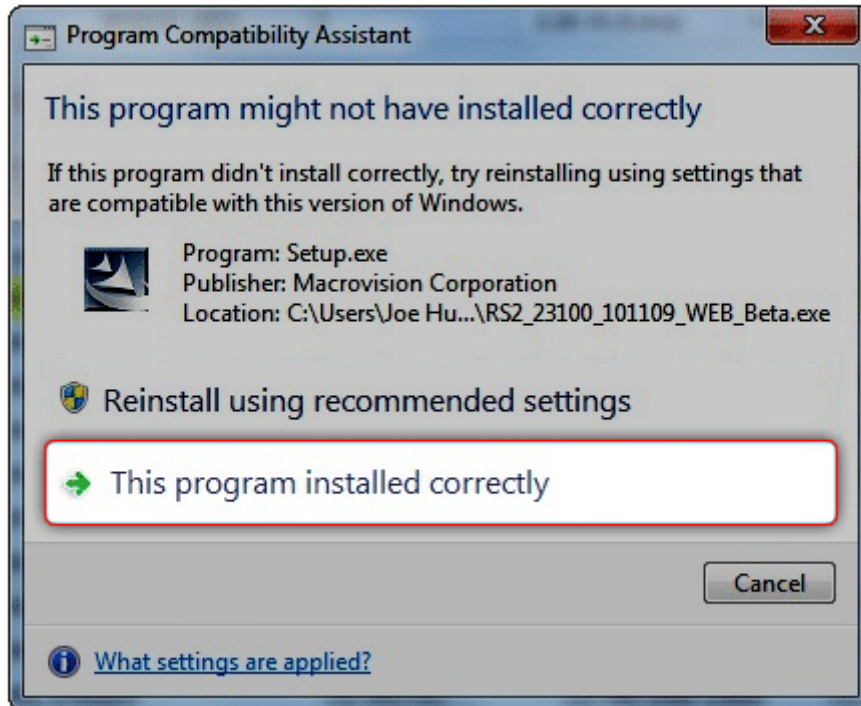 Program Compatibility Assistant
This program might not have installed correctly
If this program didn't install correctly, try reinstalling using settings that
are compatible with this version of Windows.
Program: Setup.exe
Publisher: Macrovision Corporation
Location: C:\Users\Joe Hu...\RS2_23100_101109_WEB_Beta.exe
Reinstall using recommended settings
This program installed correctly
Cancel
What settings are applied?